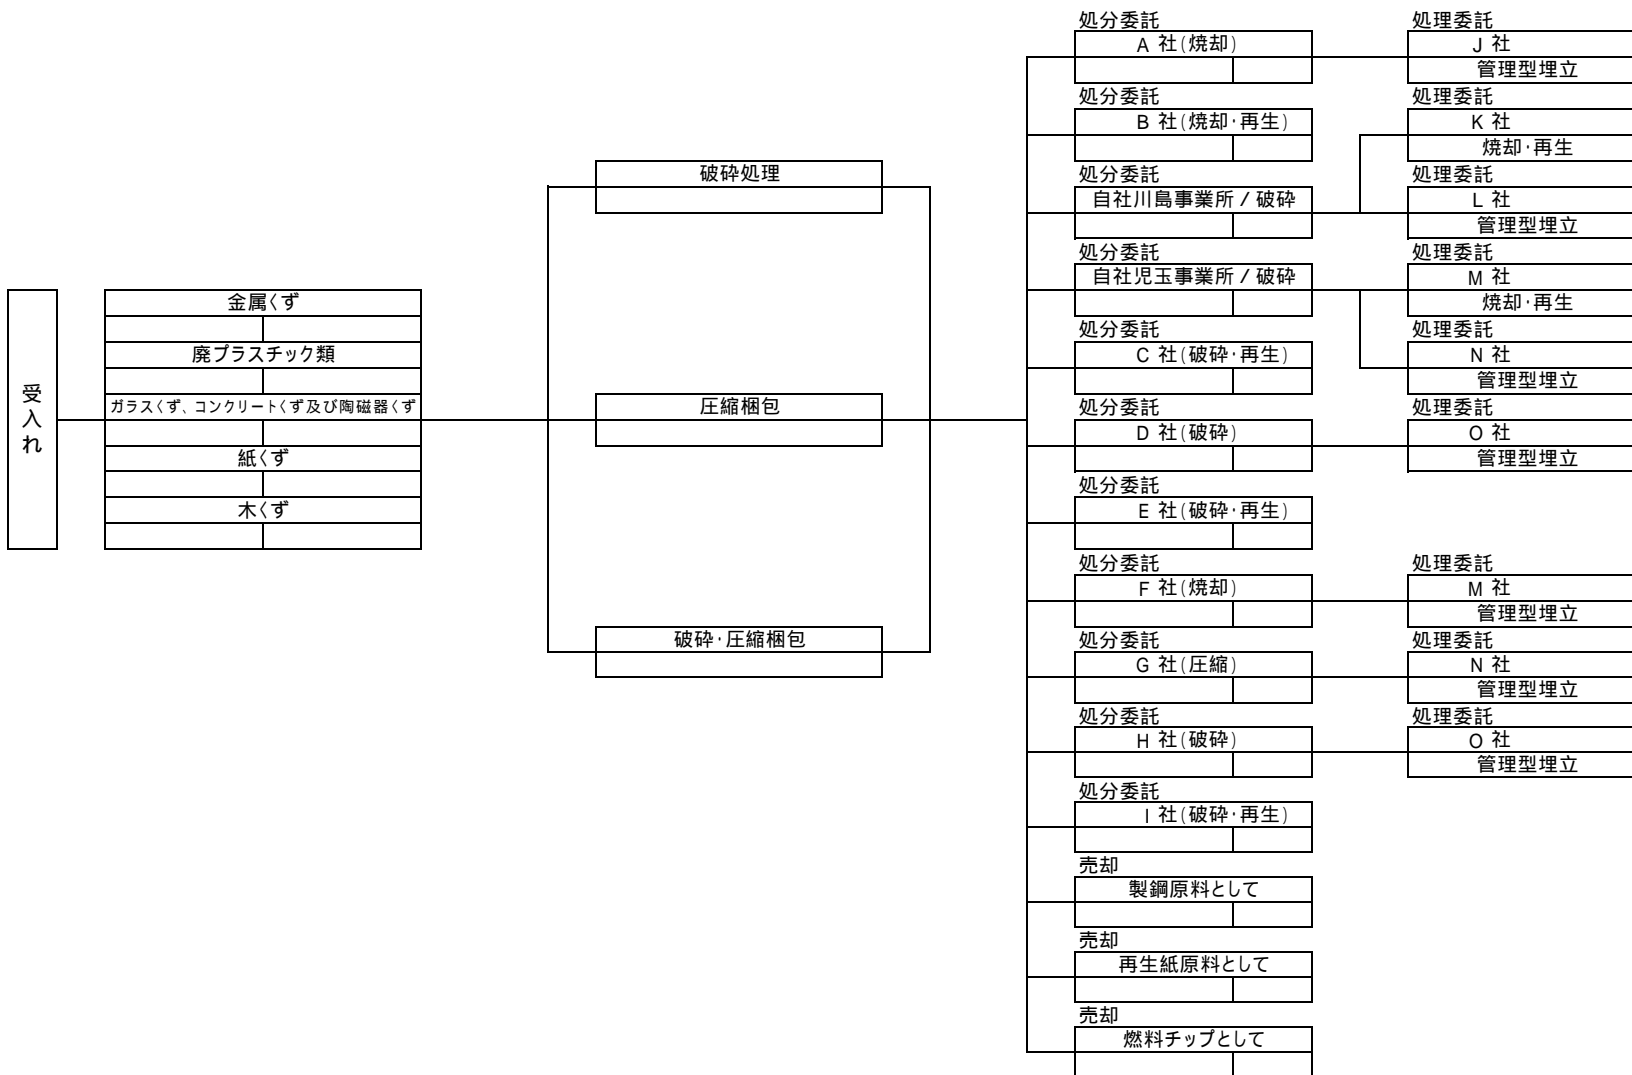 受入れ
金属くず
廃プラスチック類
ガラスくず、コンクリートくず及び陶磁器くず
紙くず
木くず
破砕処理
圧縮梱包
破砕・圧縮梱包
処分委託
A 社(焼却)
処分委託
B 社(焼却・再生)
処分委託
自社川島事業所/破砕
処分委託
自社児玉事業所/破砕
処分委託
C 社(破砕・再生)
処分委託
D 社(破砕)
処分委託
E 社(破砕・再生)
処分委託
F 社(焼却)
処分委託
G 社(圧縮)
処分委託
H 社(破砕)
処分委託
I 社(破砕・再生)
売却
製鋼原料として
売却
再生紙原料として
売却
燃料チップとして
処理委託
J 社
管理型埋立
処理委託
K 社
焼却・再生
処理委託
L 社
管理型埋立
処理委託
M 社
焼却・再生
処理委託
N 社
管理型埋立
処理委託
O 社
管理型埋立
処理委託
M 社
管理型埋立
処理委託
N 社
管理型埋立
処理委託
O 社
管理型埋立